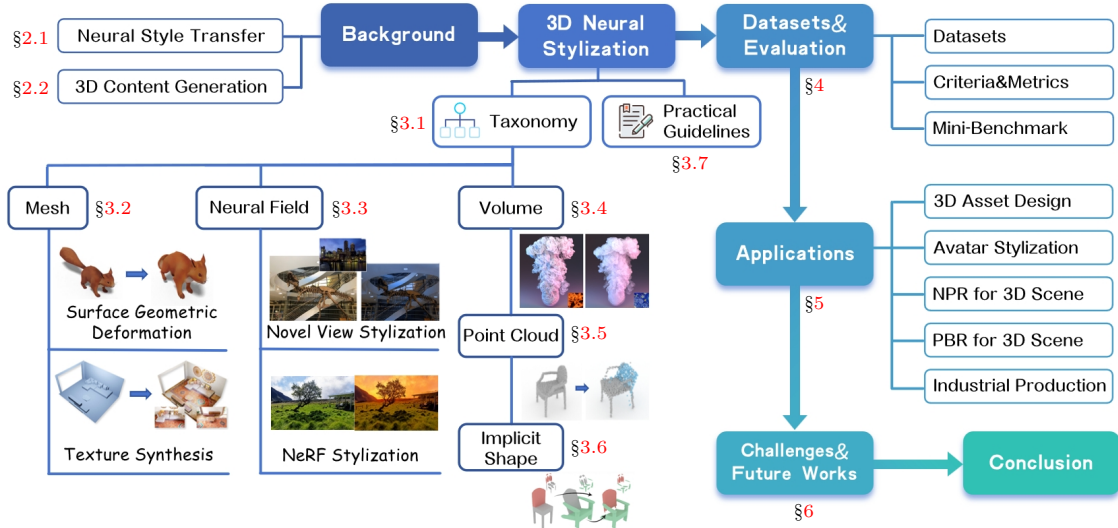 §2.1
Neural Style Transfer
§2.2
3D Content Generation
Background
3D Neural
Stylization
Datasets&
Evaluation
Datasets
Criteria&Metrics
Mini-Benchmark
§4
§3.1
Taxonomy
Practical
Guidelines
§3.7
Mesh
§3.2
Neural Field
§3.3
Volume
§3.4
Surface Geometric
Deformation
Texture Synthesis
Novel View Stylization
NeRF Stylization
Point Cloud
§3.5
Implicit
Shape
§3.6
Applications
3D Asset Design
Avatar Stylization
NPR for 3D Scene
PBR for 3D Scene
Industrial Production
§5
Challenges&
Future Works
§6
Conclusion